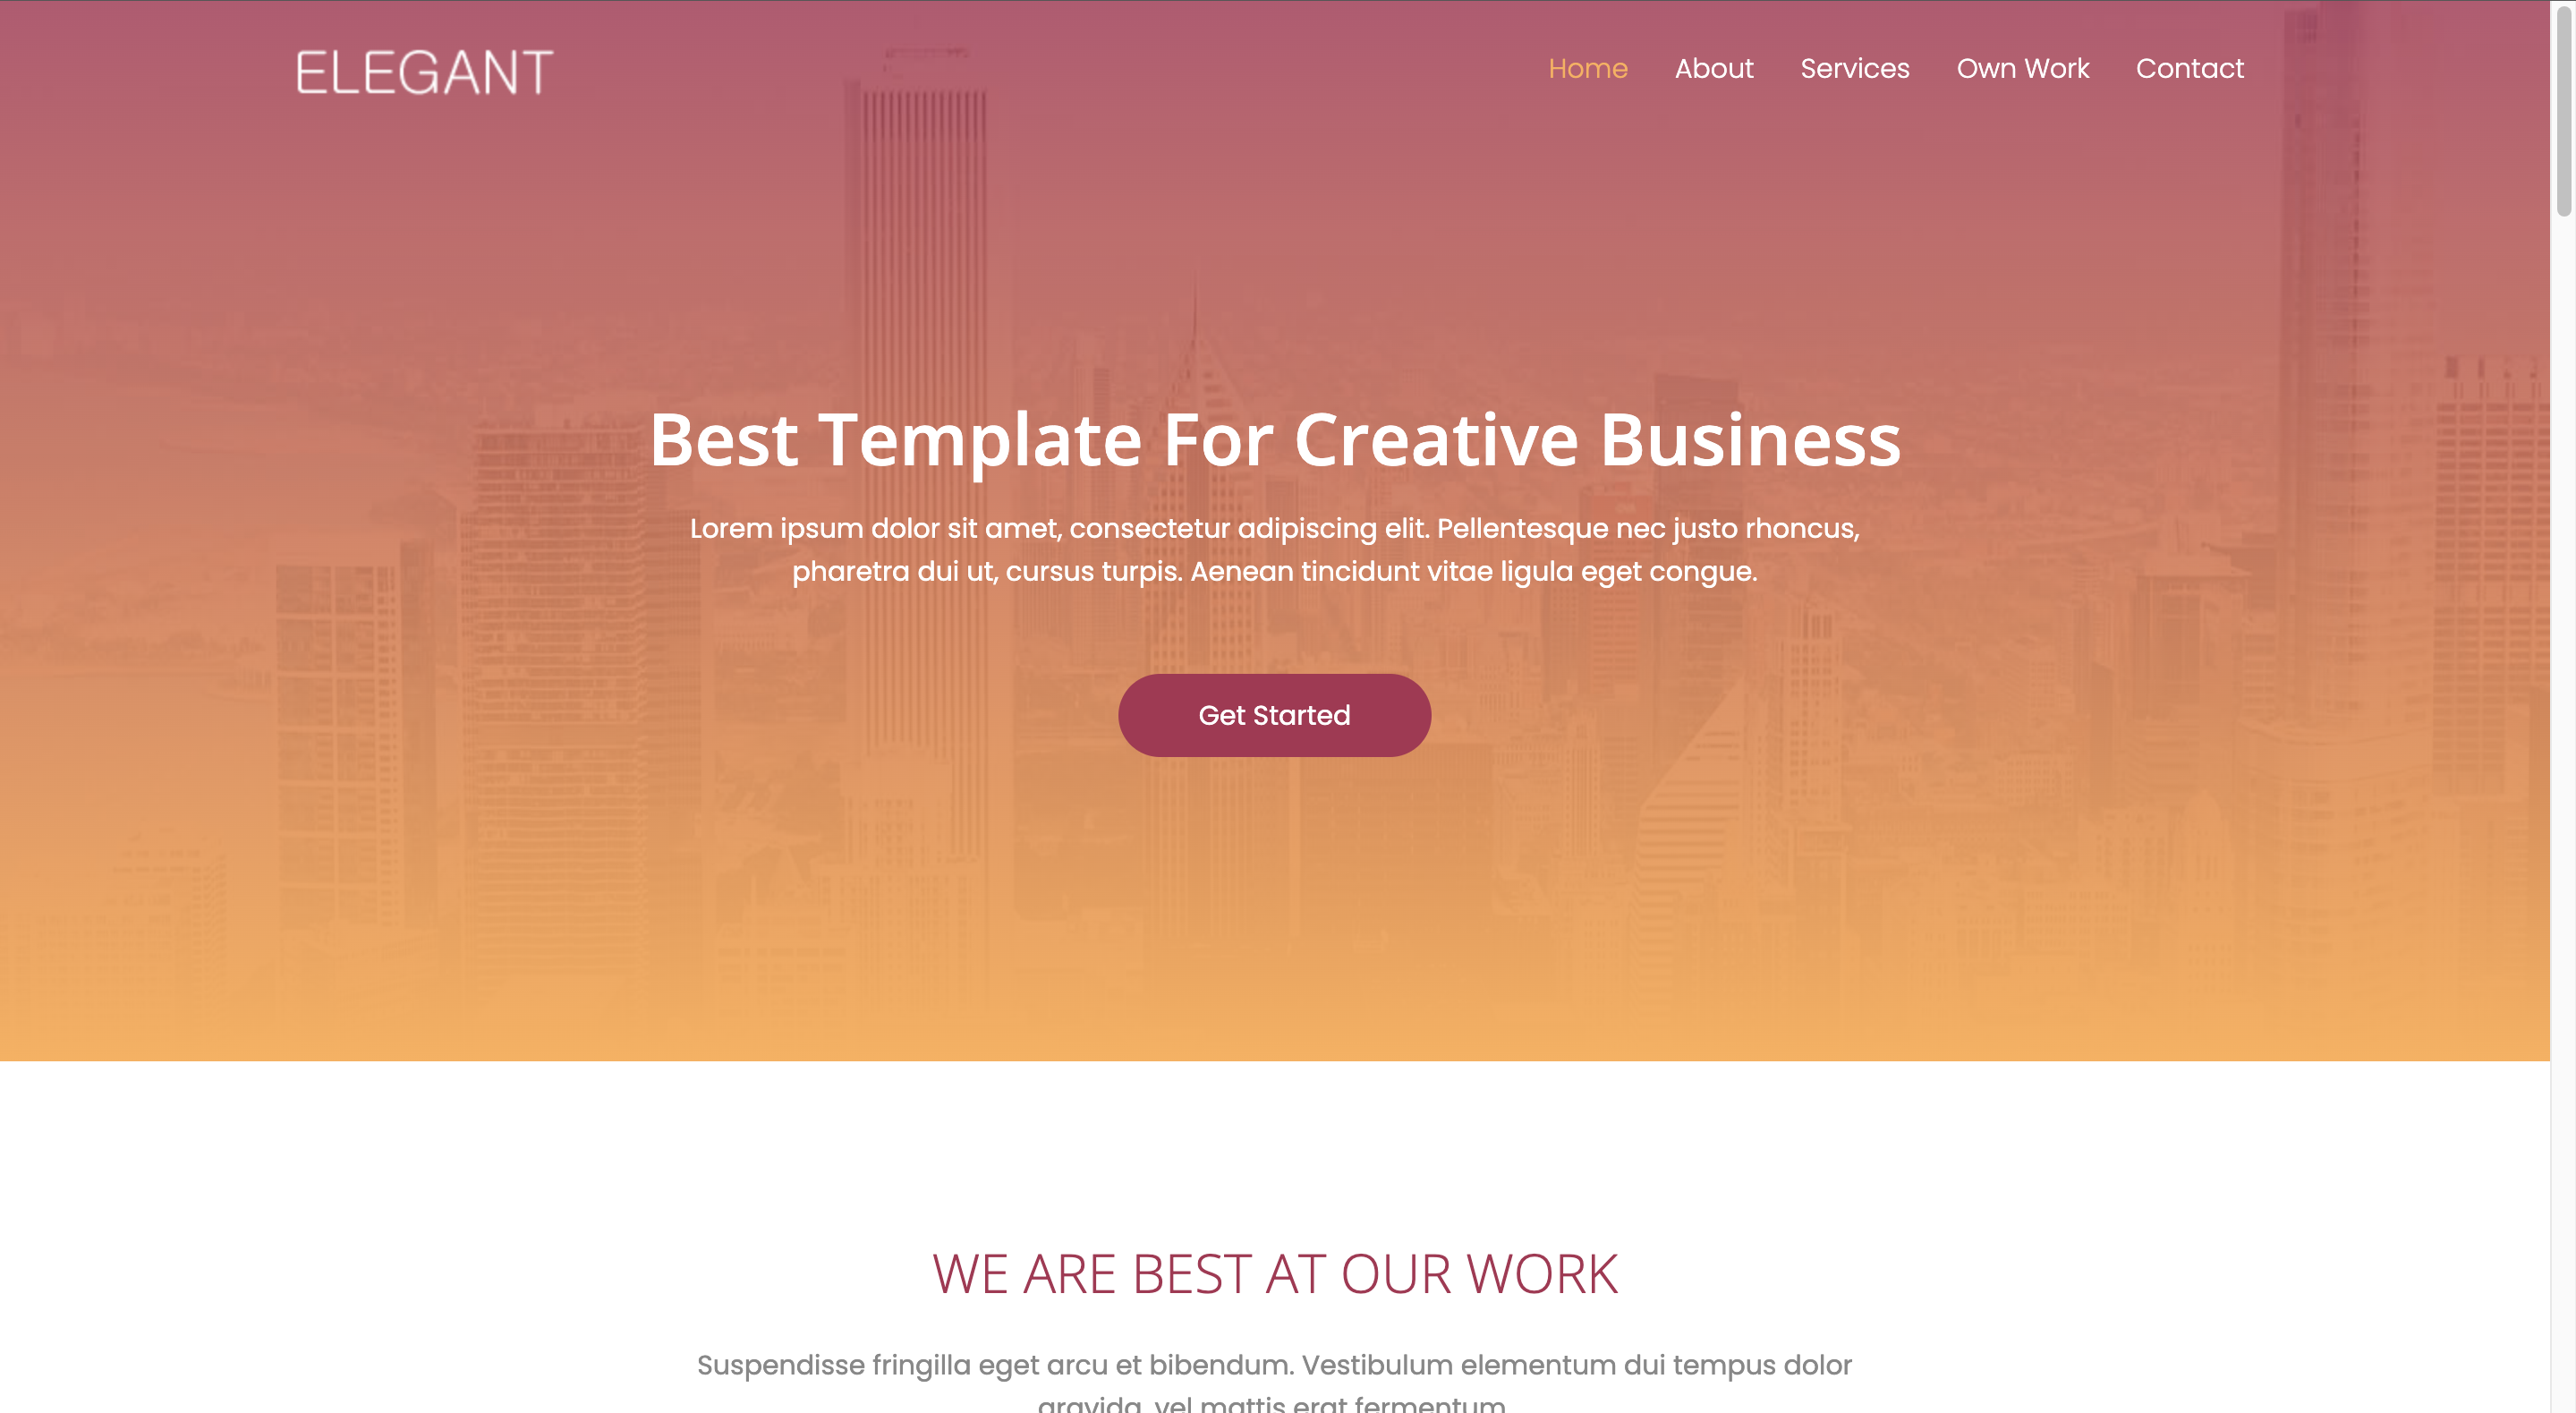 ELEGANT
Home About Services Own Work Contact
Best Template For Creative Business
Lorem ipsum dolor sit amet, consectetur adipiscing elit. Pellentesque nec justo rhoncus,
pharetra dui ut, cursus turpis. Aenean tincidunt vitae ligula eget congue.
Get Started
WE ARE BEST AT OUR WORK
Suspendisse fringilla eget arcu et bibendum. Vestibulum elementum dui tempus dolor
gravida, vel mattis erat fermentum